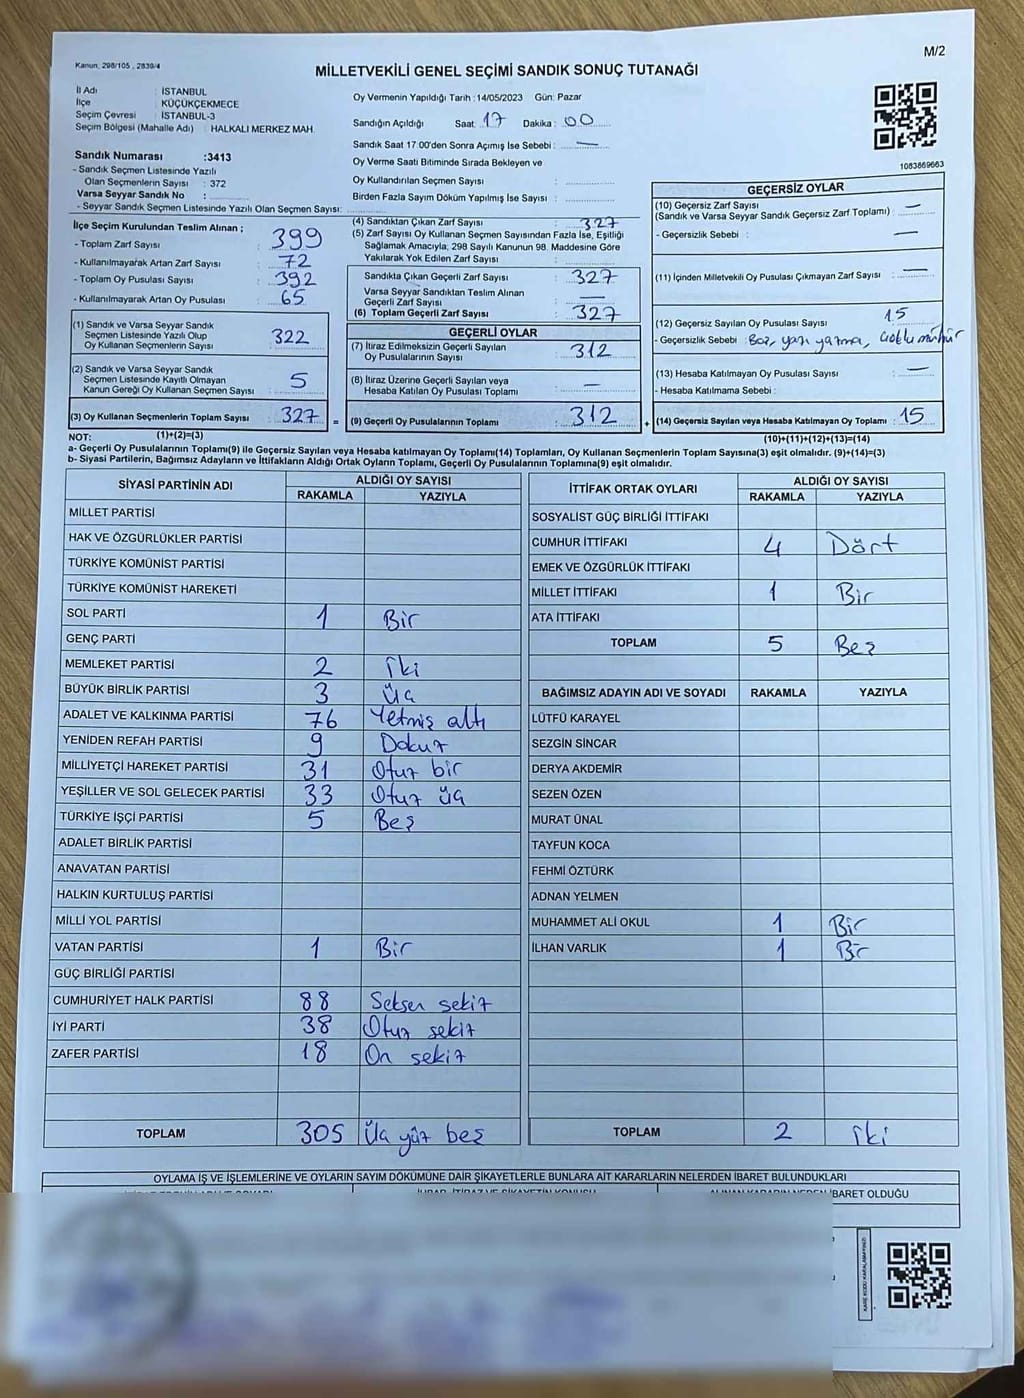 M/2
Kanun, 298/105 , 2839/4
MİLLETVEKİLİ GENEL SEÇİMİ SANDIK SONUÇ TUTANAĞI
İl Adı : İSTANBUL
İlçe : KÜÇÜKÇEKMECE
Seçim Çevresi : İSTANBUL-3
Seçim Bölgesi (Mahalle Adı) : HALKALI MERKEZ MAH.
Sandık Numarası :3413
- Sandık Seçmen Listesinde Yazılı
Olan Seçmenlerin Sayısı : 372
Varsa Seyyar Sandık No :
- Seyyar Sandık Seçmen Listesinde Yazılı Olan Seçmen Sayısı:
Oy Vermenin Yapıldığı Tarih :14/05/2023 Gün: Pazar
Sandığın Açıldığı Saat: 17 Dakika : 00
Sandık Saat 17:00'den Sonra Açımış İse Sebebi : —
Oy Verme Saati Bitiminde Sırada Bekleyen ve
Oy Kullandırılan Seçmen Sayısı :
Birden Fazla Sayım Döküm Yapılmış İse Sayısı :
1083869663
İlçe Seçim Kurulundan Teslim Alınan ;
- Toplam Zarf Sayısı : 399
- Kullanılmayarak Artan Zarf Sayısı : 72
- Toplam Oy Pusulası Sayısı : 392
- Kullanılmayarak Artan Oy Pusulası : 65
(1) Sandık ve Varsa Seyyar Sandık
Seçmen Listesinde Yazılı Olup
Oy Kullanan Seçmenlerin Sayısı : 322
(2) Sandık ve Varsa Seyyar Sandık
Seçmen Listesinde Kayıtlı Olmayan
Kanun Gereği Oy Kullanan Seçmen Sayısı : 5
(3) Oy Kullanan Seçmenlerin Toplam Sayısı : 327
(1)+(2)=(3)
(4) Sandıktan Çıkan Zarf Sayısı : 327
(5) Zarf Sayısı Oy Kullanan Seçmen Sayısından Fazla İse, Eşitliği
Sağlamak Amacıyla; 298 Sayılı Kanunun 98. Maddesine Göre
Yakılarak Yok Edilen Zarf Sayısı :
Sandıkta Çıkan Geçerli Zarf Sayısı : 327
Varsa Seyyar Sandıktan Teslim Alınan
Geçerli Zarf Sayısı : —
(6) Toplam Geçerli Zarf Sayısı : 327
GEÇERLİ OYLAR
(7) İtiraz Edilmeksizin Geçerli Sayılan
Oy Pusulalarının Sayısı : 312
(8) İtiraz Üzerine Geçerli Sayılan veya
Hesaba Katılan Oy Pusulası Toplamı : —
= (9) Geçerli Oy Pusulalarının Toplamı : 312
GEÇERSİZ OYLAR
(10) Geçersiz Zarf Sayısı : —
(Sandık ve Varsa Seyyar Sandık Geçersiz Zarf Toplamı)
- Geçersizlik Sebebi : —
(11) İçinden Milletvekili Oy Pusulası Çıkmayan Zarf Sayısı : —
(12) Geçersiz Sayılan Oy Pusulası Sayısı : 15
- Geçersizlik Sebebi : Boş, yazı yazma, çoklu mühür
(13) Hesaba Katılmayan Oy Pusulası Sayısı : —
- Hesaba Katılmama Sebebi :
+ (14) Geçersiz Sayılan veya Hesaba Katılmayan Oy Toplamı : 15
(10)+(11)+(12)+(13)=(14)
NOT:
a- Geçerli Oy Pusulaları Toplamı(9) ile Geçersiz Sayılan veya Hesaba katılmayan Oy Toplamı(14) Toplamları, Oy Kullanan Seçmenlerin Toplam Sayısına(3) eşit olmalıdır. (9)+(14)=(3)
b- Siyasi Partilerin, Bağımsız Adayların ve İttifakların Aldığı Ortak Oyların Toplamı, Geçerli Oy Pusulalarının Toplamına(9) eşit olmalıdır.
SİYASİ PARTİNİN ADI ALDIĞI OY SAYISI
RAKAMLA YAZIYLA
MİLLET PARTİSİ
HAK VE ÖZGÜRLÜKLER PARTİSİ
TÜRKİYE KOMÜNİST PARTİSİ
TÜRKİYE KOMÜNİST HAREKETİ
SOL PARTİ 1 Bir
GENÇ PARTİ
MEMLEKET PARTİSİ 2 İki
BÜYÜK BİRLİK PARTİSİ 3 Üç
ADALET VE KALKINMA PARTİSİ 76 Yetmiş altı
YENİDEN REFAH PARTİSİ 9 Dokuz
MİLLİYETÇİ HAREKET PARTİSİ 31 Otuz bir
YEŞİLLER VE SOL GELECEK PARTİSİ 33 Otuz üç
TÜRKİYE İŞÇİ PARTİSİ 5 Beş
ADALET BİRLİK PARTİSİ
ANAVATAN PARTİSİ
HALKIN KURTULUŞ PARTİSİ
MİLLİ YOL PARTİSİ
VATAN PARTİSİ 1 Bir
GÜÇ BİRLİĞİ PARTİSİ
CUMHURİYET HALK PARTİSİ 88 Seksen sekiz
İYİ PARTİ 38 Otuz sekiz
ZAFER PARTİSİ 18 On sekiz
TOPLAM 305 Üç yüz beş
İTTİFAK ORTAK OYLARI ALDIĞI OY SAYISI
RAKAMLA YAZIYLA
SOSYALİST GÜÇ BİRLİĞİ İTTİFAKI
CUMHUR İTTİFAKI 4 Dört
EMEK VE ÖZGÜRLÜK İTTİFAKI
MİLLET İTTİFAKI 1 Bir
ATA İTTİFAKI
TOPLAM 5 Beş
BAĞIMSIZ ADAYIN ADI VE SOYADI RAKAMLA YAZIYLA
LÜTFÜ KARAYEL
SEZGİN SİNCAR
DERYA AKDEMİR
SEZEN ÖZEN
MURAT ÜNAL
TAYFUN KOCA
FEHMİ ÖZTÜRK
ADNAN YELMEN
MUHAMMET ALİ OKUL 1 Bir
İLHAN VARLIK 1 Bir
TOPLAM 2 İki
OYLAMA İŞ VE İŞLEMLERİNE VE OYLARIN SAYIM DÖKÜMÜNE DAİR ŞİKAYETLERLE BUNLARA AİT KARARLARIN NELERDEN İBARET BULUNDUKLARI
İHBAR, İTİRAZ VE ŞİKAYETİN KONUSU ALINAN KARARIN NEDEN İBARET OLDUĞU
KARE KODU KARALAMAYINIZ!